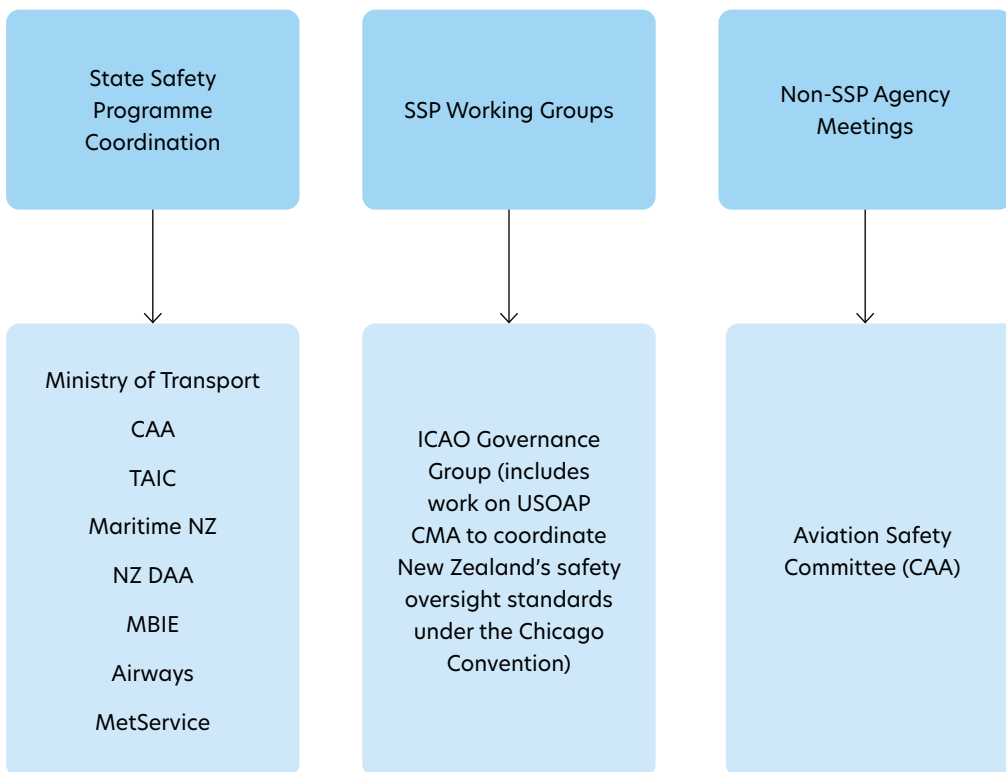 State Safety
Programme
Coordination
SSP Working Groups
Non-SSP Agency
Meetings
Ministry of Transport
CAA
TAIC
Maritime NZ
NZ DAA
MBIE
Airways
MetService
ICAO Governance
Group (includes
work on USOAP
CMA to coordinate
New Zealand’s safety
oversight standards
under the Chicago
Convention)
Aviation Safety
Committee (CAA)